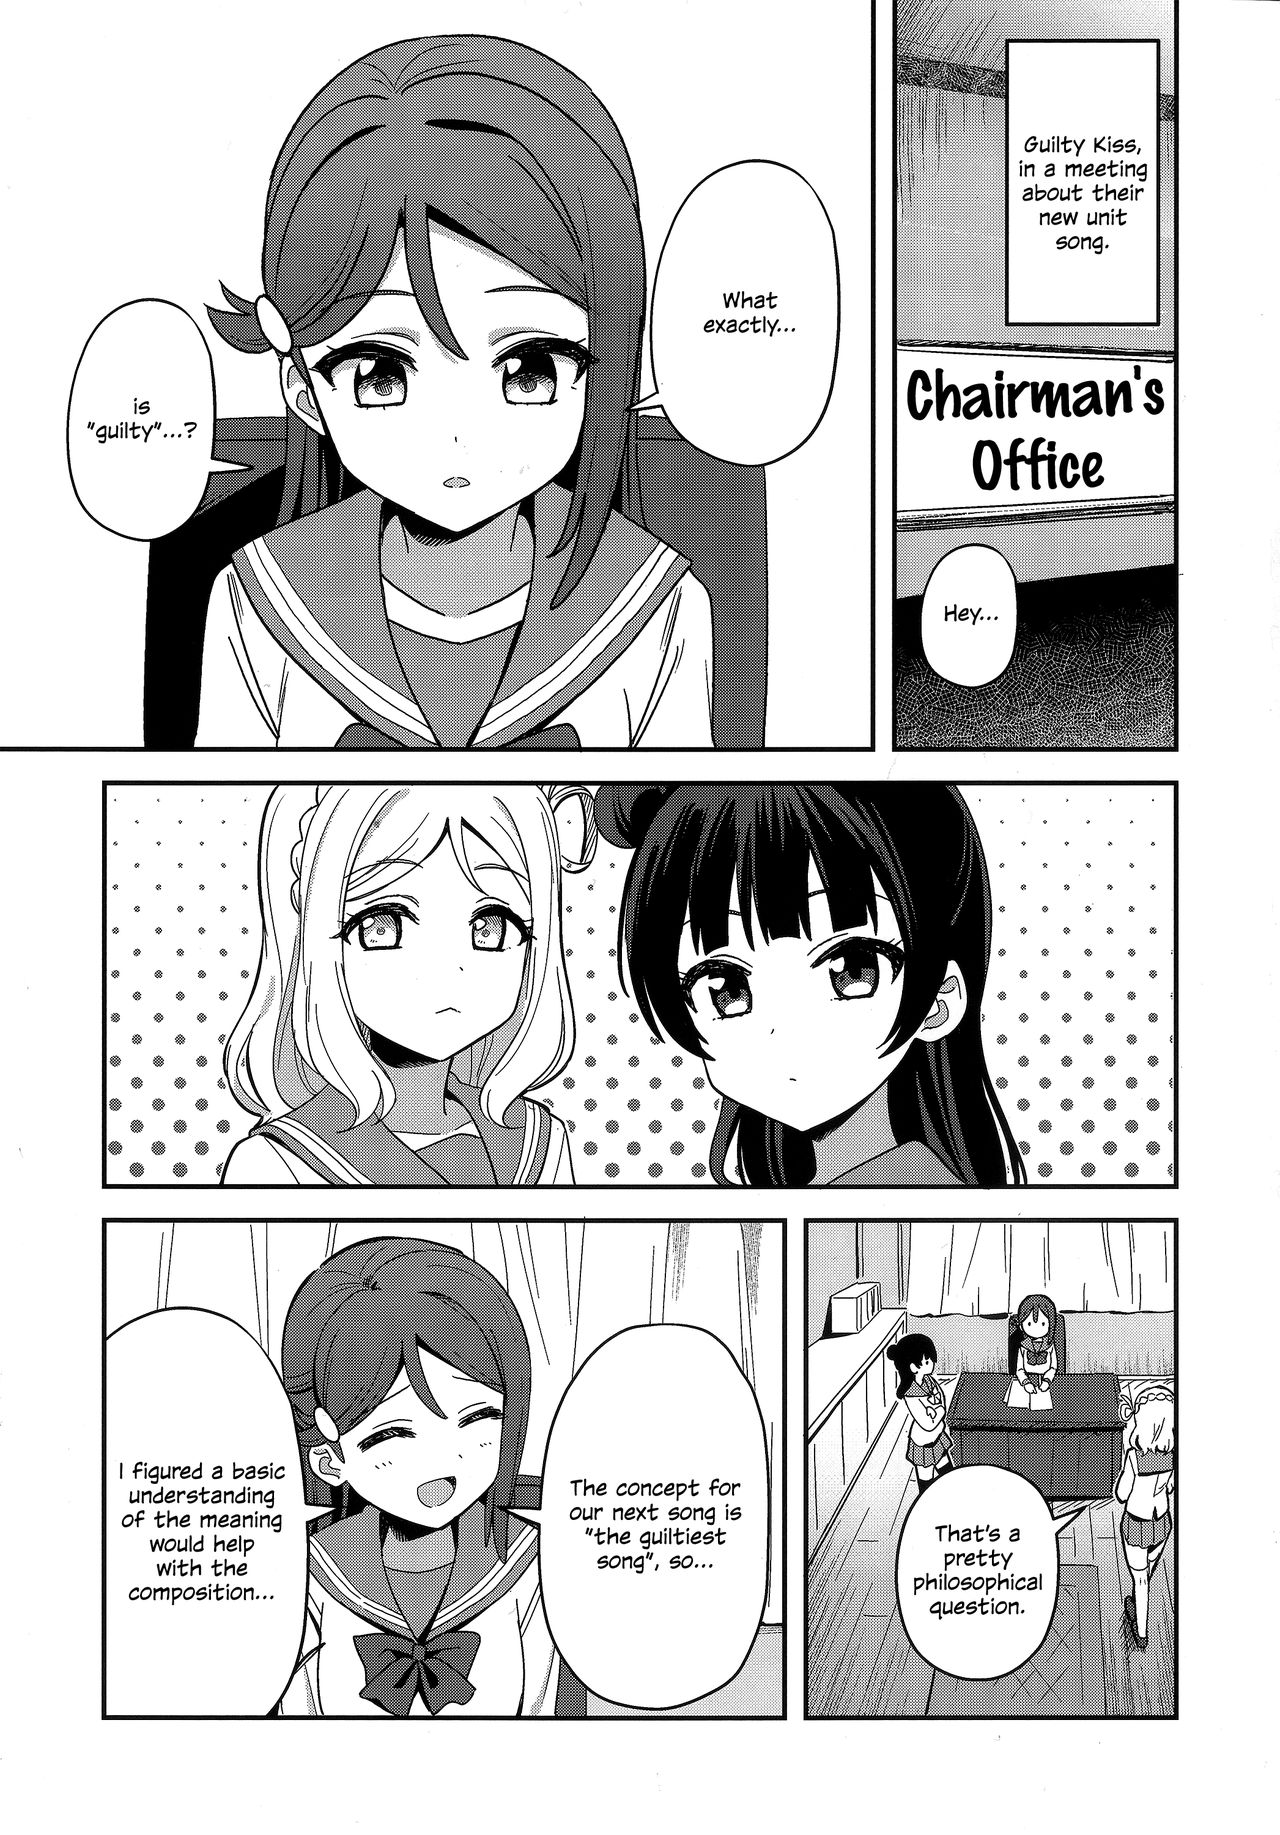 Guilty Kiss,
in a meeting
about their
new unit
song.
Chairman's
Office
Hey...
What
exactly...
is
"guilty"...?
That's a
pretty
philosophical
question.
The concept for
our next song is
"the guiltiest
song", so...
I figured a basic
understanding
of the meaning
would help
with the
composition...